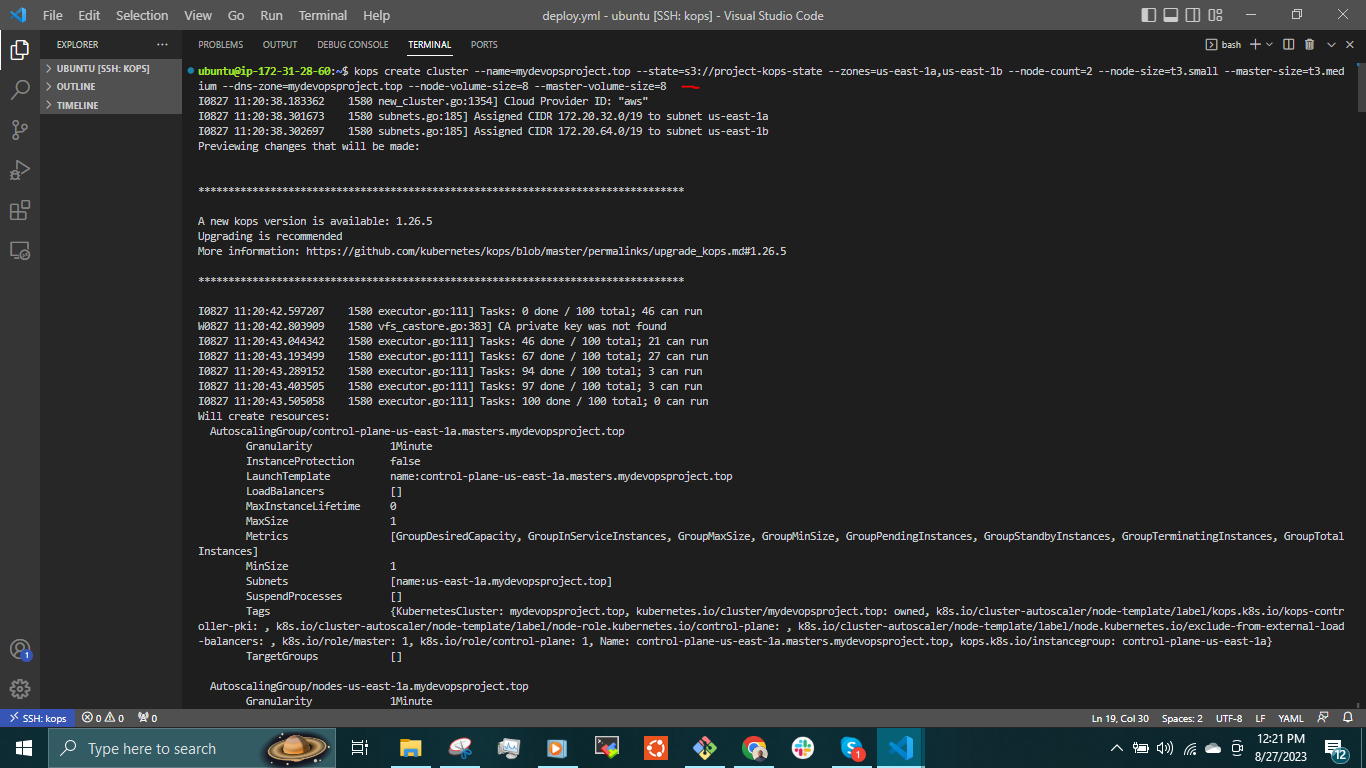 File Edit Selection View Go Run Terminal Help
deploy.yml - ubuntu [SSH: kops] - Visual Studio Code
EXPLORER
UBUNTU [SSH: KOPS]
OUTLINE
TIMELINE
PROBLEMS OUTPUT DEBUG CONSOLE TERMINAL PORTS
bash
ubuntu@ip-172-31-28-60:~$ kops create cluster --name=mydevopsproject.top --state=s3://project-kops-state --zones=us-east-1a,us-east-1b --node-count=2 --node-size=t3.small --master-size=t3.med
ium --dns-zone=mydevopsproject.top --node-volume-size=8 --master-volume-size=8
I0827 11:20:38.183362 1580 new_cluster.go:1354] Cloud Provider ID: "aws"
I0827 11:20:38.301673 1580 subnets.go:185] Assigned CIDR 172.20.32.0/19 to subnet us-east-1a
I0827 11:20:38.302697 1580 subnets.go:185] Assigned CIDR 172.20.64.0/19 to subnet us-east-1b
Previewing changes that will be made:
*********************************************************************************
A new kops version is available: 1.26.5
Upgrading is recommended
More information: https://github.com/kubernetes/kops/blob/master/permalinks/upgrade_kops.md#1.26.5
*********************************************************************************
I0827 11:20:42.597207 1580 executor.go:111] Tasks: 0 done / 100 total; 46 can run
W0827 11:20:42.803909 1580 vfs_castore.go:383] CA private key was not found
I0827 11:20:43.044342 1580 executor.go:111] Tasks: 46 done / 100 total; 21 can run
I0827 11:20:43.193499 1580 executor.go:111] Tasks: 67 done / 100 total; 27 can run
I0827 11:20:43.289152 1580 executor.go:111] Tasks: 94 done / 100 total; 3 can run
I0827 11:20:43.403505 1580 executor.go:111] Tasks: 97 done / 100 total; 3 can run
I0827 11:20:43.505058 1580 executor.go:111] Tasks: 100 done / 100 total; 0 can run
Will create resources:
AutoscalingGroup/control-plane-us-east-1a.masters.mydevopsproject.top
Granularity 1Minute
InstanceProtection false
LaunchTemplate name:control-plane-us-east-1a.masters.mydevopsproject.top
LoadBalancers []
MaxInstanceLifetime 0
MaxSize 1
Metrics [GroupDesiredCapacity, GroupInServiceInstances, GroupMaxSize, GroupMinSize, GroupPendingInstances, GroupStandbyInstances, GroupTerminatingInstances, GroupTotal
Instances]
MinSize 1
Subnets [name:us-east-1a.mydevopsproject.top]
SuspendProcesses []
Tags {KubernetesCluster: mydevopsproject.top, kubernetes.io/cluster/mydevopsproject.top: owned, k8s.io/cluster-autoscaler/node-template/label/kops.k8s.io/kops-contr
oller-pki: , k8s.io/cluster-autoscaler/node-template/label/node-role.kubernetes.io/control-plane: , k8s.io/cluster-autoscaler/node-template/label/node.kubernetes.io/exclude-from-external-load
-balancers: , k8s.io/role/master: 1, k8s.io/role/control-plane: 1, Name: control-plane-us-east-1a.masters.mydevopsproject.top, kops.k8s.io/instancegroup: control-plane-us-east-1a}
TargetGroups []
AutoscalingGroup/nodes-us-east-1a.mydevopsproject.top
Granularity 1Minute
1
SSH: kops 0 0 0
Ln 19, Col 30 Spaces: 2 UTF-8 LF YAML
Type here to search
1
12:21 PM
8/27/2023
12